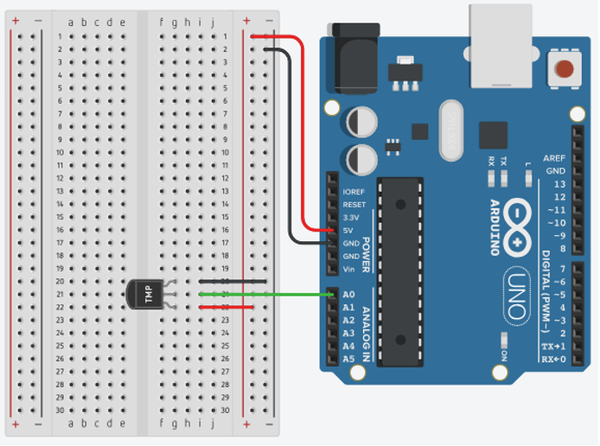 + - a b c d e f g h i j + -
1 1
2 2
3 3
4 4
5 5
6 6
7 7
8 8
9 9
10 10
11 11
12 12
13 13
14 14
15 15
16 16
17 17
18 18
19 19
20
21
22
23 23
24 24
25 25
26 26
27 27
28 28
29 29
30 30
+ - a b c d e f g h i j + -
TMP
IOREF
RESET
3.3V
5V
GND
GND
Vin
POWER
A0
A1
A2
A3
A4
A5
ANALOG IN
RX
TX
L
ARDUINO
UNO
ON
AREF
GND
13
12
~11
~10
~9
8
7
~6
~5
4
~3
2
TX→1
RX←0
DIGITAL (PWM~)